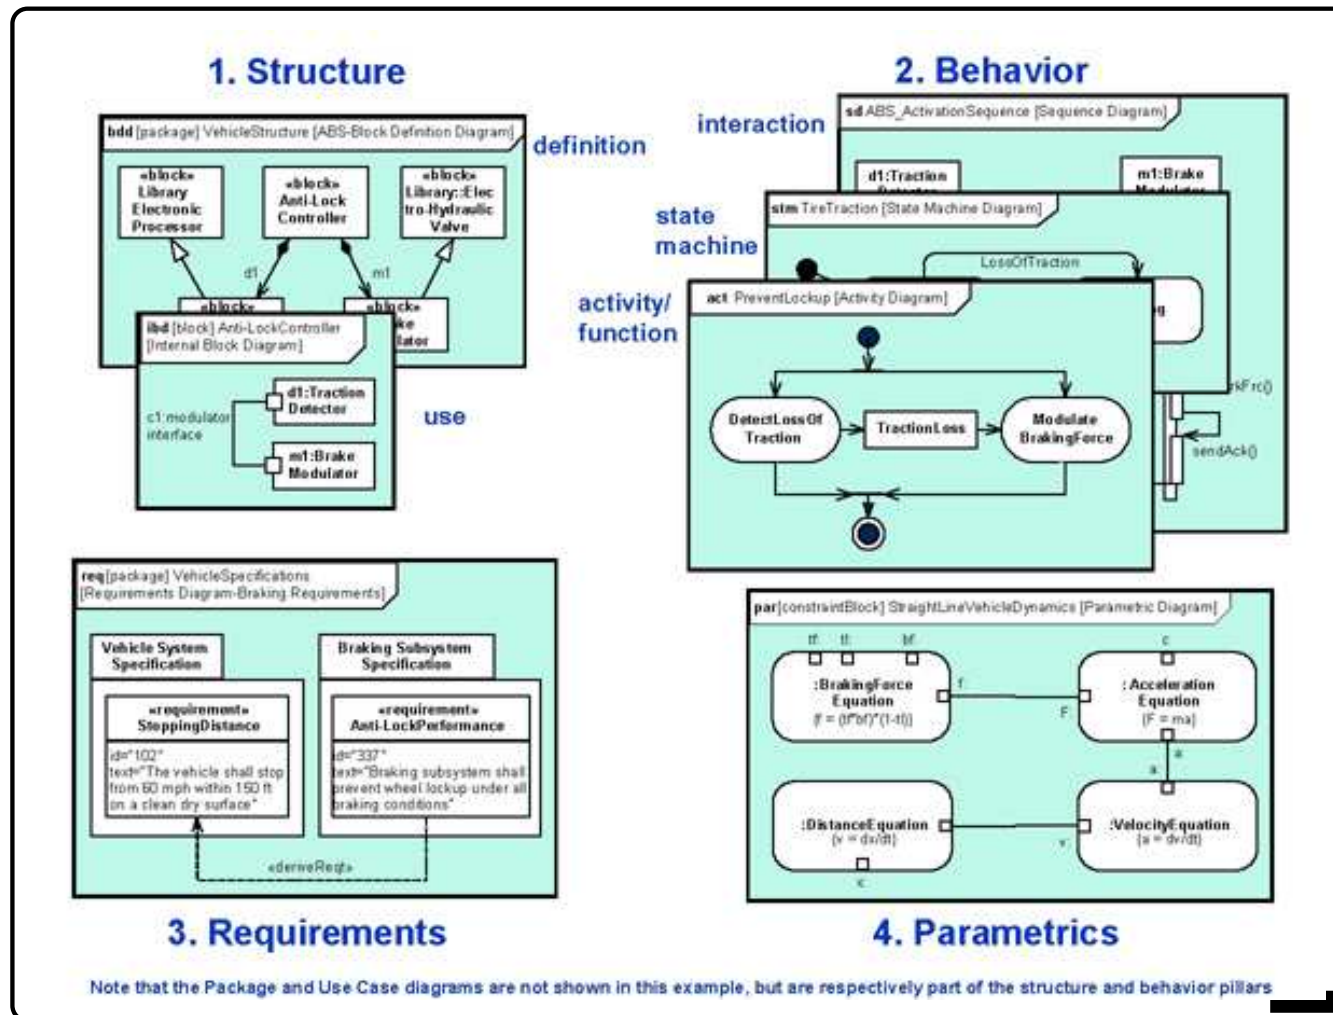 1. Structure
bdd [package] VehicleStructure [ABS-Block Definition Diagram]
definition
«block»
Library
Electronic
Processor
«block»
Anti-Lock
Controller
«block»
Library::Elec
tro-Hydraulic
Valve
d1
m1
«block»
«block»
ibd [block] Anti-LockController
[Internal Block Diagram]
d1:Traction
Detector
c1:modulator
interface
m1:Brake
Modulator
use
2. Behavior
interaction
sd ABS_ActivationSequence [Sequence Diagram]
d1:Traction
m1:Brake
state
machine
stm TireTraction [State Machine Diagram]
LossOfTraction
activity/
function
act PreventLockup [Activity Diagram]
DetectLossOf
Traction
TractionLoss
Modulate
BrakingForce
rkFrc()
sendAck()
req [package] VehicleSpecifications
[Requirements Diagram-Braking Requirements]
Vehicle System
Specification
Braking Subsystem
Specification
«requirement»
StoppingDistance
id="102"
text="The vehicle shall stop
from 60 mph within 150 ft
on a clean dry surface"
«requirement»
Anti-LockPerformance
id="337"
text="Braking subsystem shall
prevent wheel lockup under all
braking conditions"
«deriveReqt»
3. Requirements
par [constraintBlock] StraightLineVehicleDynamics [Parametric Diagram]
tf: tl: bf:
c
:BrakingForce
Equation
{f = (tf*bf)*(1-tl)}
f:
F:
:Acceleration
Equation
{F = ma}
a
a:
:DistanceEquation
{v = dx/dt}
v:
:VelocityEquation
{a = dv/dt}
4. Parametrics
Note that the Package and Use Case diagrams are not shown in this example, but are respectively part of the structure and behavior pillars